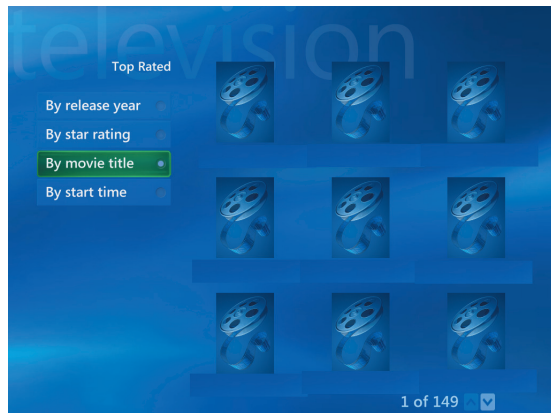 television
Top Rated
By release year
By star rating
By movie title
By start time
1 of 149